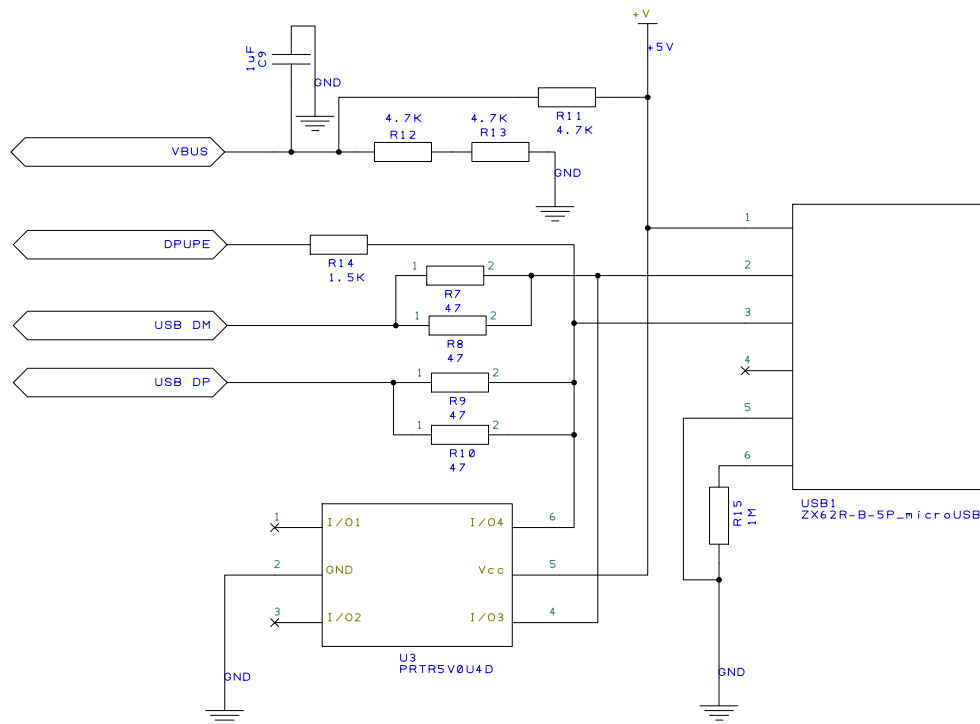 +V
+5V
1uF
C9
GND
R11
4.7K
4.7K
R12
4.7K
R13
VBUS
GND
DPUPE
R14
1.5K
1
2
R7
47
USB DM
1
2
R8
47
USB DP
1
2
R9
47
1
2
R10
47
1
2
3
4
5
6
R15
1M
USB1
ZX62R-B-5P_microUSB
1
I/O1
I/O4
6
2
GND
Vcc
5
3
I/O2
I/O3
4
U3
PRTR5V0U4D
GND
GND